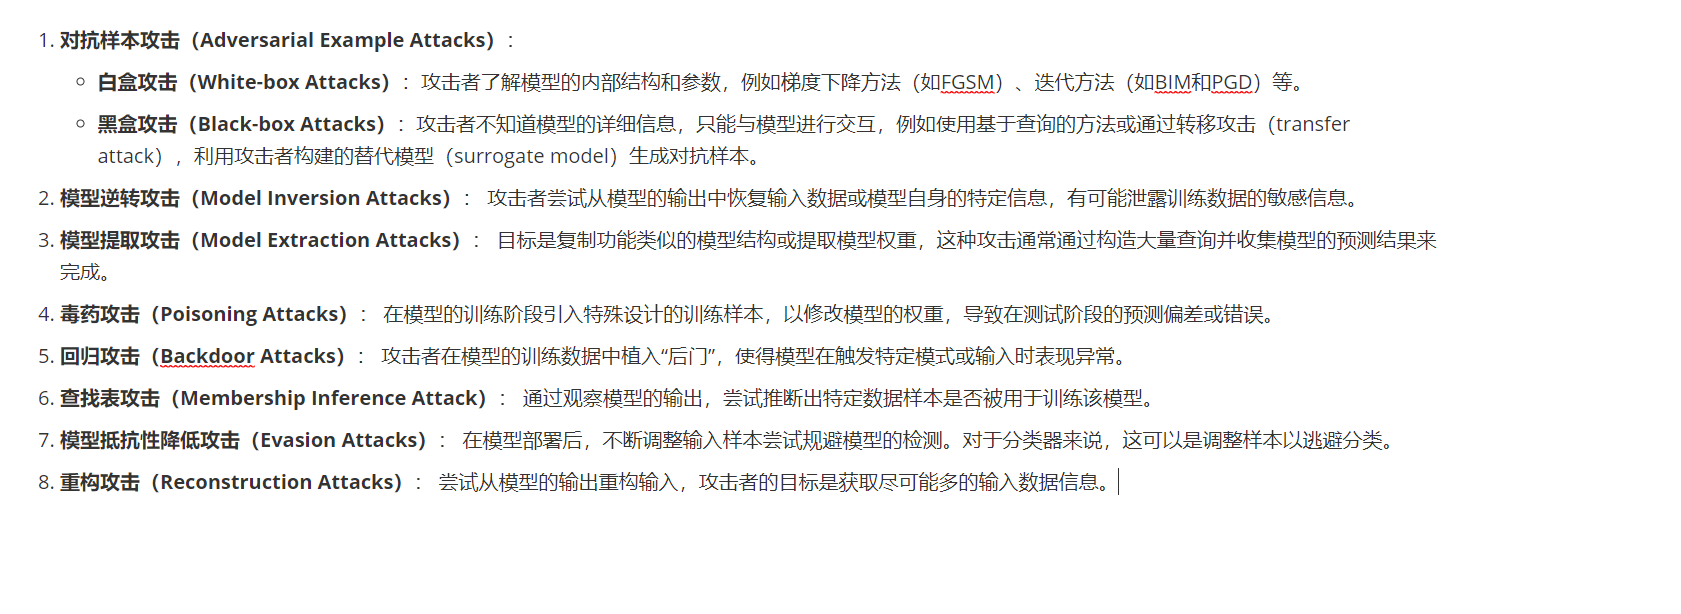 1. 对抗样本攻击（Adversarial Example Attacks）：
白盒攻击（White-box Attacks）：攻击者了解模型的内部结构和参数，例如梯度下降方法（如FGSM）、迭代方法（如BIM和PGD）等。
黑盒攻击（Black-box Attacks）：攻击者不知道模型的详细信息，只能与模型进行交互，例如使用基于查询的方法或通过转移攻击（transfer
attack），利用攻击者构建的替代模型（surrogate model）生成对抗样本。
2. 模型逆转攻击（Model Inversion Attacks）： 攻击者尝试从模型的输出中恢复输入数据或模型自身的特定信息，有可能泄露训练数据的敏感信息。
3. 模型提取攻击（Model Extraction Attacks）： 目标是复制功能类似的模型结构或提取模型权重，这种攻击通常通过构造大量查询并收集模型的预测结果来
完成。
4. 毒药攻击（Poisoning Attacks）： 在模型的训练阶段引入特殊设计的训练样本，以修改模型的权重，导致在测试阶段的预测偏差或错误。
5. 回归攻击（Backdoor Attacks）： 攻击者在模型的训练数据中植入“后门”，使得模型在触发特定模式或输入时表现异常。
6. 查找表攻击（Membership Inference Attack）： 通过观察模型的输出，尝试推断出特定数据样本是否被用于训练该模型。
7. 模型抵抗性降低攻击（Evasion Attacks）： 在模型部署后，不断调整输入样本尝试规避模型的检测。对于分类器来说，这可以是调整样本以逃避分类。
8. 重构攻击（Reconstruction Attacks）： 尝试从模型的输出重构输入，攻击者的目标是获取尽可能多的输入数据信息。